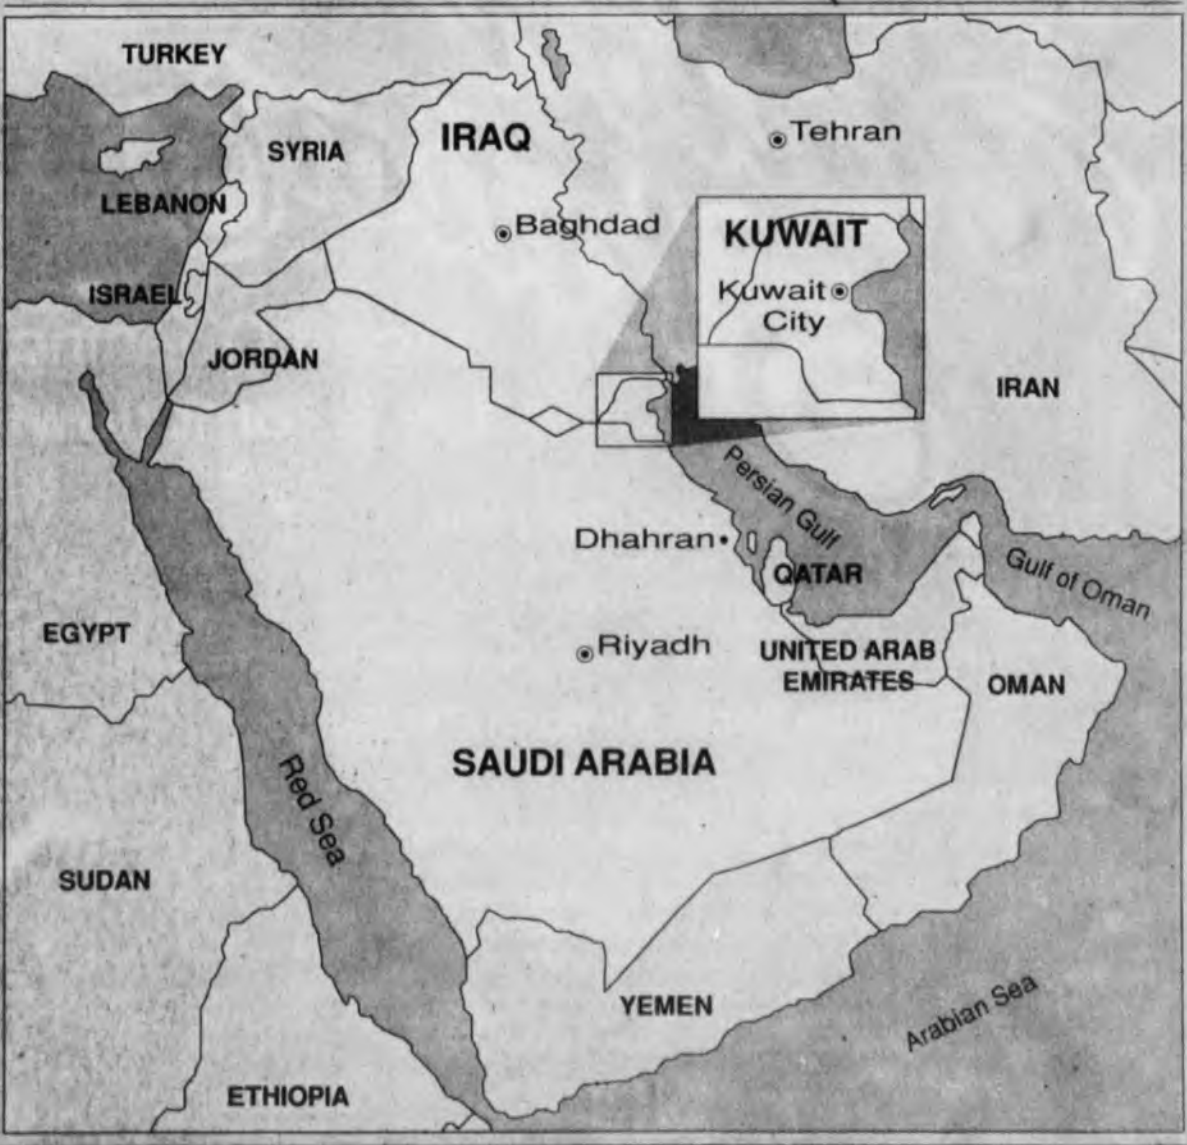 TURKEY
Tehran
IRAQ
SYRIA
LEBANON
Baghdad
KUWAIT
Kuwait
City
ISRAEL
JORDAN
IRAN
Persian Gulf
Dhahran
QATAR
Gulf of Oman
EGYPT
Riyadh
UNITED ARAB
EMIRATES
OMAN
SAUDI ARABIA
Red Sea
SUDAN
YEMEN
Arabian Sea
ETHIOPIA